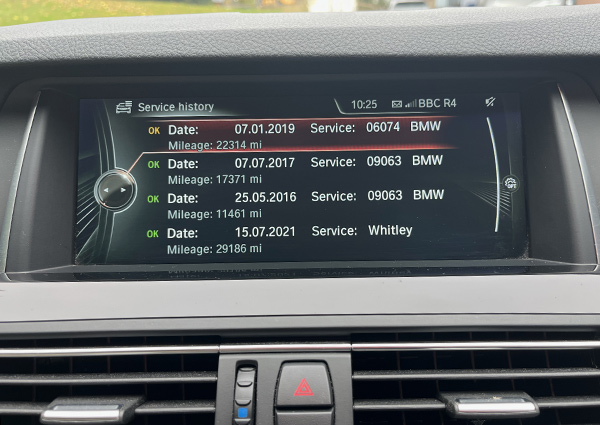 Service history 10:25 BBC R4
OK Date: 07.01.2019 Service: 06074 BMW
Mileage: 22314 mi
OK Date: 07.07.2017 Service: 09063 BMW
Mileage: 17371 mi
OK Date: 25.05.2016 Service: 09063 BMW
Mileage: 11461 mi
OK Date: 15.07.2021 Service: Whitley
Mileage: 29186 mi